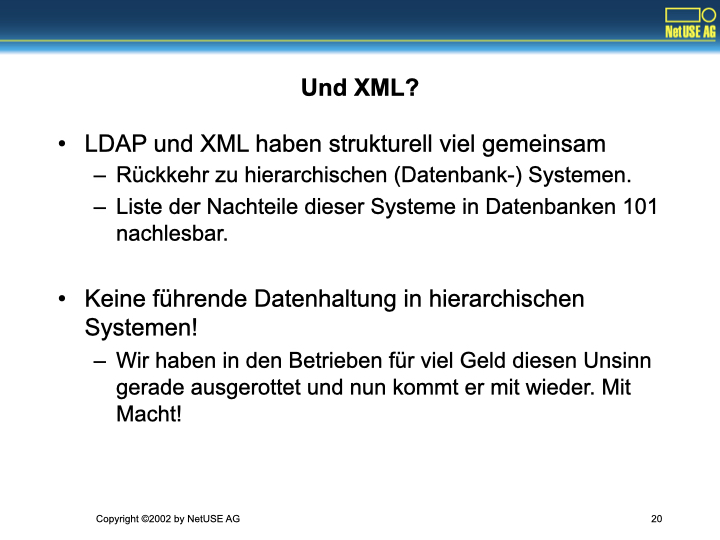 NetUSE AG
Und XML?
• LDAP und XML haben strukturell viel gemeinsam
– Rückkehr zu hierarchischen (Datenbank-) Systemen.
– Liste der Nachteile dieser Systeme in Datenbanken 101
nachlesbar.
• Keine führende Datenhaltung in hierarchischen
Systemen!
– Wir haben in den Betrieben für viel Geld diesen Unsinn
gerade ausgerottet und nun kommt er mit wieder. Mit
Macht!
Copyright ©2002 by NetUSE AG
20